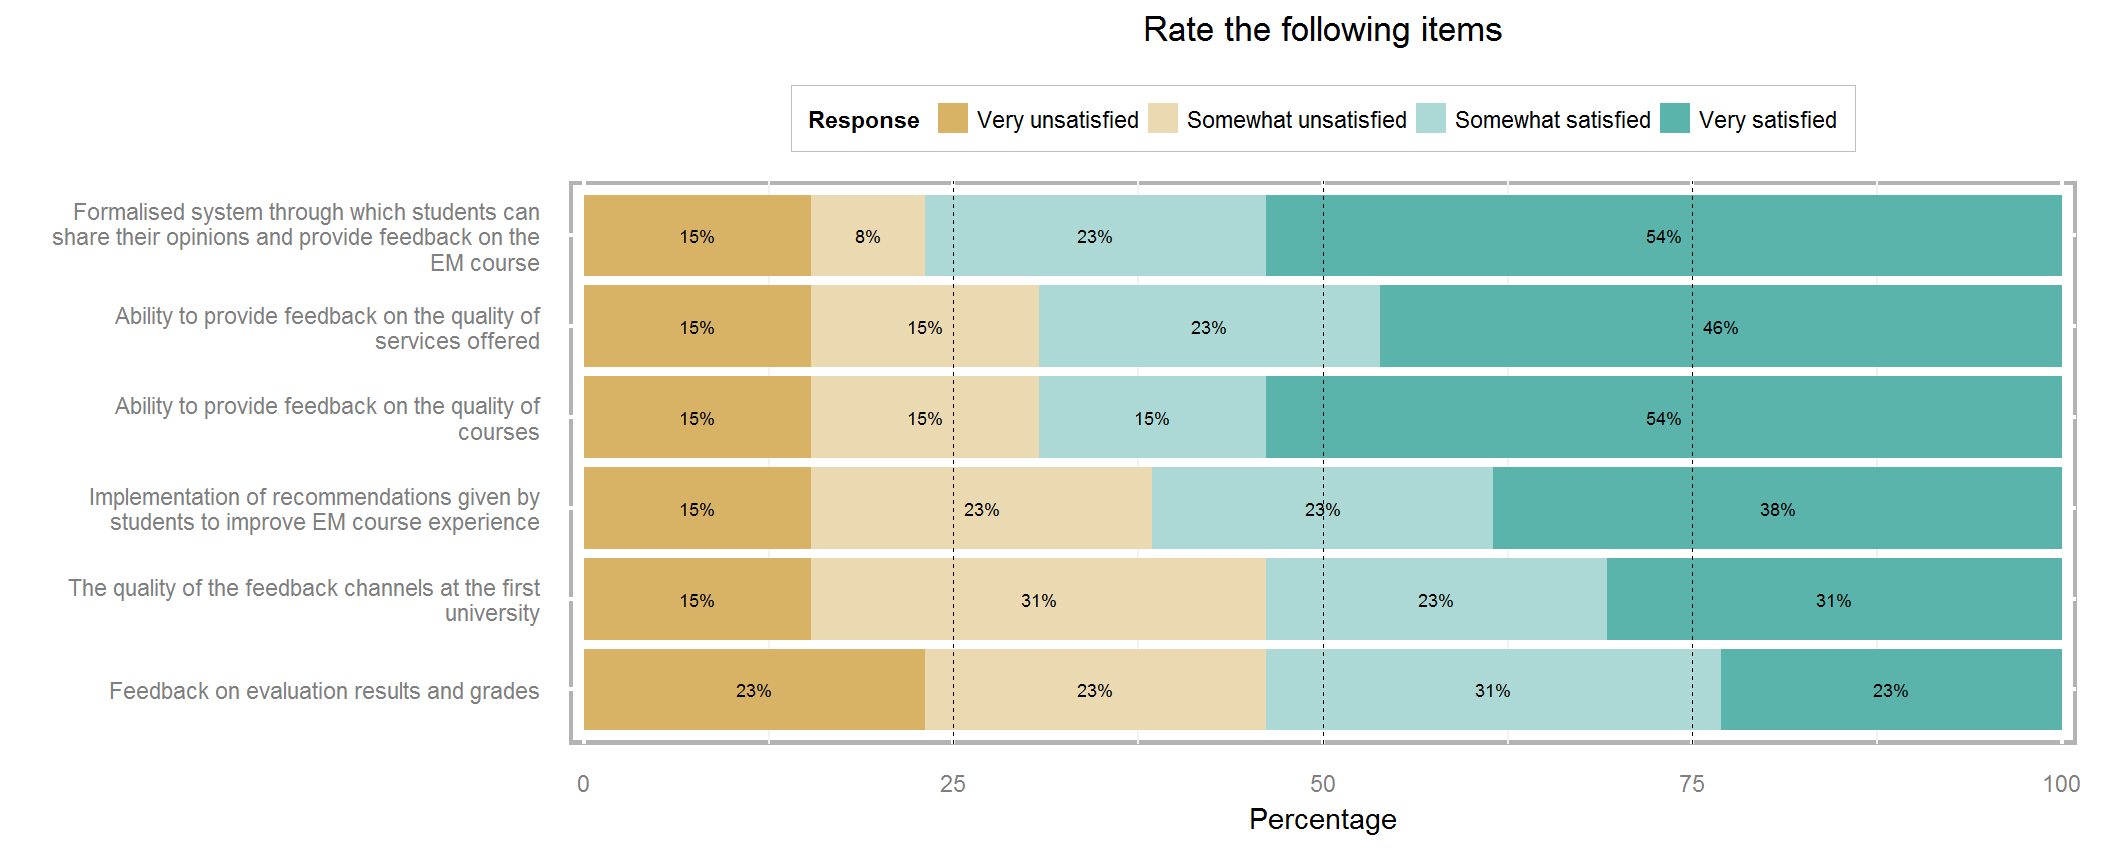 Rate the following items
Response Very unsatisfied Somewhat unsatisfied Somewhat satisfied Very satisfied
Formalised system through which students can
share their opinions and provide feedback on the
EM course
15% 8% 23% 54%
Ability to provide feedback on the quality of
services offered
15% 15% 23% 46%
Ability to provide feedback on the quality of
courses
15% 15% 15% 54%
Implementation of recommendations given by
students to improve EM course experience
15% 23% 23% 38%
The quality of the feedback channels at the first
university
15% 31% 23% 31%
Feedback on evaluation results and grades
23% 23% 31% 23%
0 25 50 75 100
Percentage